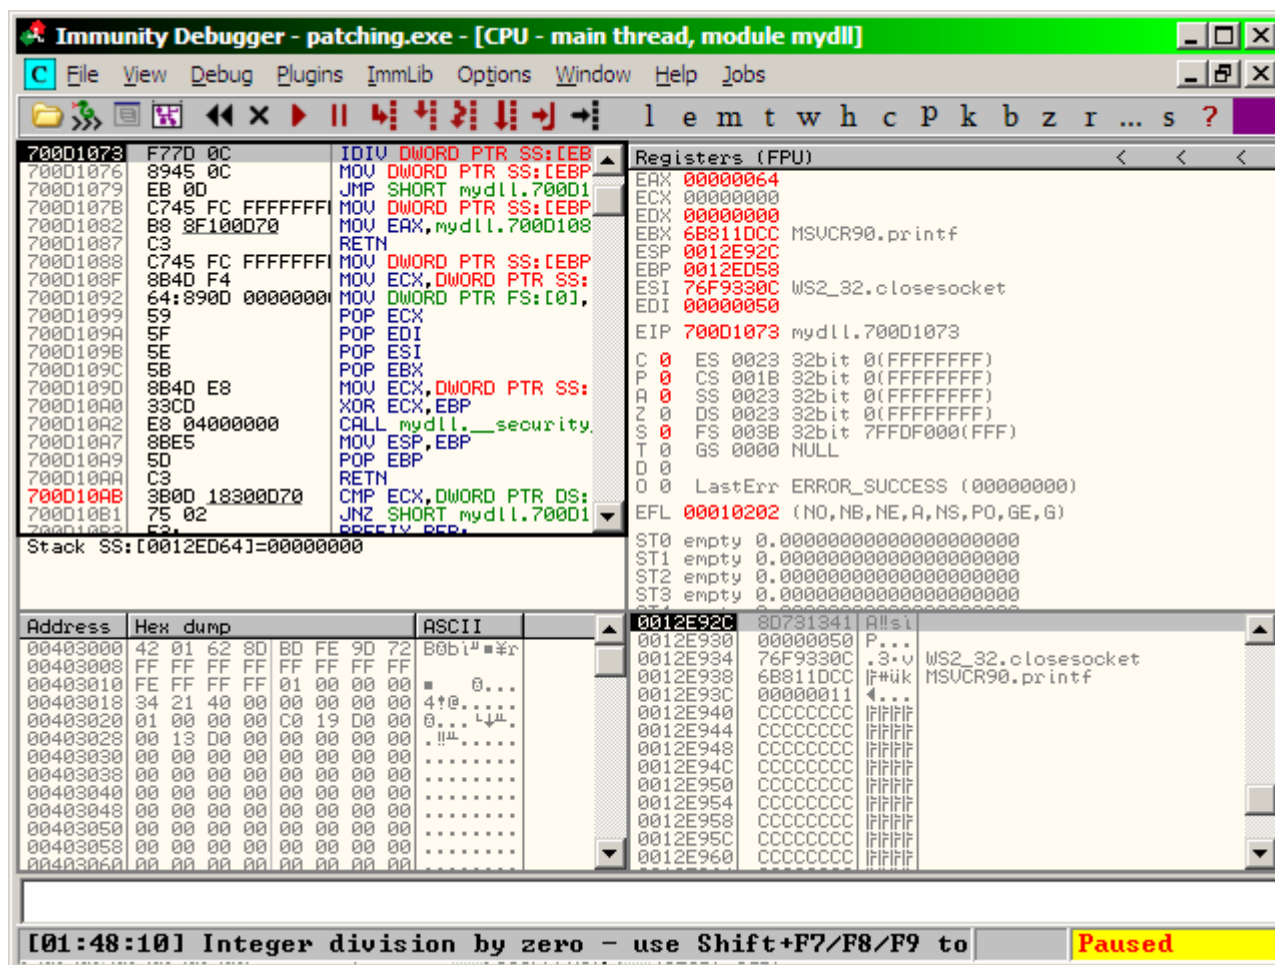 Immunity Debugger - patching.exe - [CPU - main thread, module mydll]
C File View Debug Plugins ImmLib Options Window Help Jobs
l e m t w h c P k b z r ... s ?
700D1073 F77D 0C IDIV DWORD PTR SS:[EB
700D1076 8945 0C MOV DWORD PTR SS:[EBP
700D1079 EB 0D JMP SHORT mydll.700D1
700D107B C745 FC FFFFFFF MOV DWORD PTR SS:[EBP
700D1082 B8 8F100D70 MOV EAX,mydll.700D108
700D1087 C3 RETN
700D1088 C745 FC FFFFFFF MOV DWORD PTR SS:[EBP
700D108F 8B4D F4 MOV ECX,DWORD PTR SS:
700D1092 64:890D 0000000 MOV DWORD PTR FS:[0],
700D1099 59 POP ECX
700D109A 5F POP EDI
700D109B 5E POP ESI
700D109C 5B POP EBX
700D109D 8B4D E8 MOV ECX,DWORD PTR SS:
700D10A0 33CD XOR ECX,EBP
700D10A2 E8 04000000 CALL mydll.__security_
700D10A7 8BE5 MOV ESP,EBP
700D10A9 5D POP EBP
700D10AA C3 RETN
700D10AB 3B0D 18300D70 CMP ECX,DWORD PTR DS:
700D10B1 75 02 JNZ SHORT mydll.700D1
Stack SS:[0012ED64]=00000000
Registers (FPU) < < <
EAX 00000064
ECX 00000000
EDX 00000000
EBX 6B811DCC MSVCR90.printf
ESP 0012E92C
EBP 0012ED58
ESI 76F9330C WS2_32.closesocket
EDI 00000050
EIP 700D1073 mydll.700D1073
C 0 ES 0023 32bit 0(FFFFFFFF)
P 0 CS 001B 32bit 0(FFFFFFFF)
A 0 SS 0023 32bit 0(FFFFFFFF)
Z 0 DS 0023 32bit 0(FFFFFFFF)
S 0 FS 003B 32bit 7FFDF000(FFF)
T 0 GS 0000 NULL
D 0
O 0 LastErr ERROR_SUCCESS (00000000)
EFL 00010202 (NO,NB,NE,A,NS,PO,GE,G)
ST0 empty 0.0000000000000000000
ST1 empty 0.0000000000000000000
ST2 empty 0.0000000000000000000
ST3 empty 0.0000000000000000000
Address Hex dump ASCII
00403000 42 01 62 8D BD FE 9D 72
00403008 FF FF FF FF FF FF FF FF
00403010 FE FF FF FF 01 00 00 00
00403018 34 21 40 00 00 00 00 00 4!@.....
00403020 01 00 00 00 C0 19 D0 00
00403028 00 13 D0 00 00 00 00 00
00403030 00 00 00 00 00 00 00 00 ........
00403038 00 00 00 00 00 00 00 00 ........
00403040 00 00 00 00 00 00 00 00 ........
00403048 00 00 00 00 00 00 00 00 ........
00403050 00 00 00 00 00 00 00 00 ........
00403058 00 00 00 00 00 00 00 00 ........
00403060 00 00 00 00 00 00 00 00
0012E92C 8D731341
0012E930 00000050 P...
0012E934 76F9330C .3·v WS2_32.closesocket
0012E938 6B811DCC MSVCR90.printf
0012E93C 00000011
0012E940 CCCCCCCC
0012E944 CCCCCCCC
0012E948 CCCCCCCC
0012E94C CCCCCCCC
0012E950 CCCCCCCC
0012E954 CCCCCCCC
0012E958 CCCCCCCC
0012E95C CCCCCCCC
0012E960 CCCCCCCC
[01:48:10] Integer division by zero - use Shift+F7/F8/F9 to
Paused